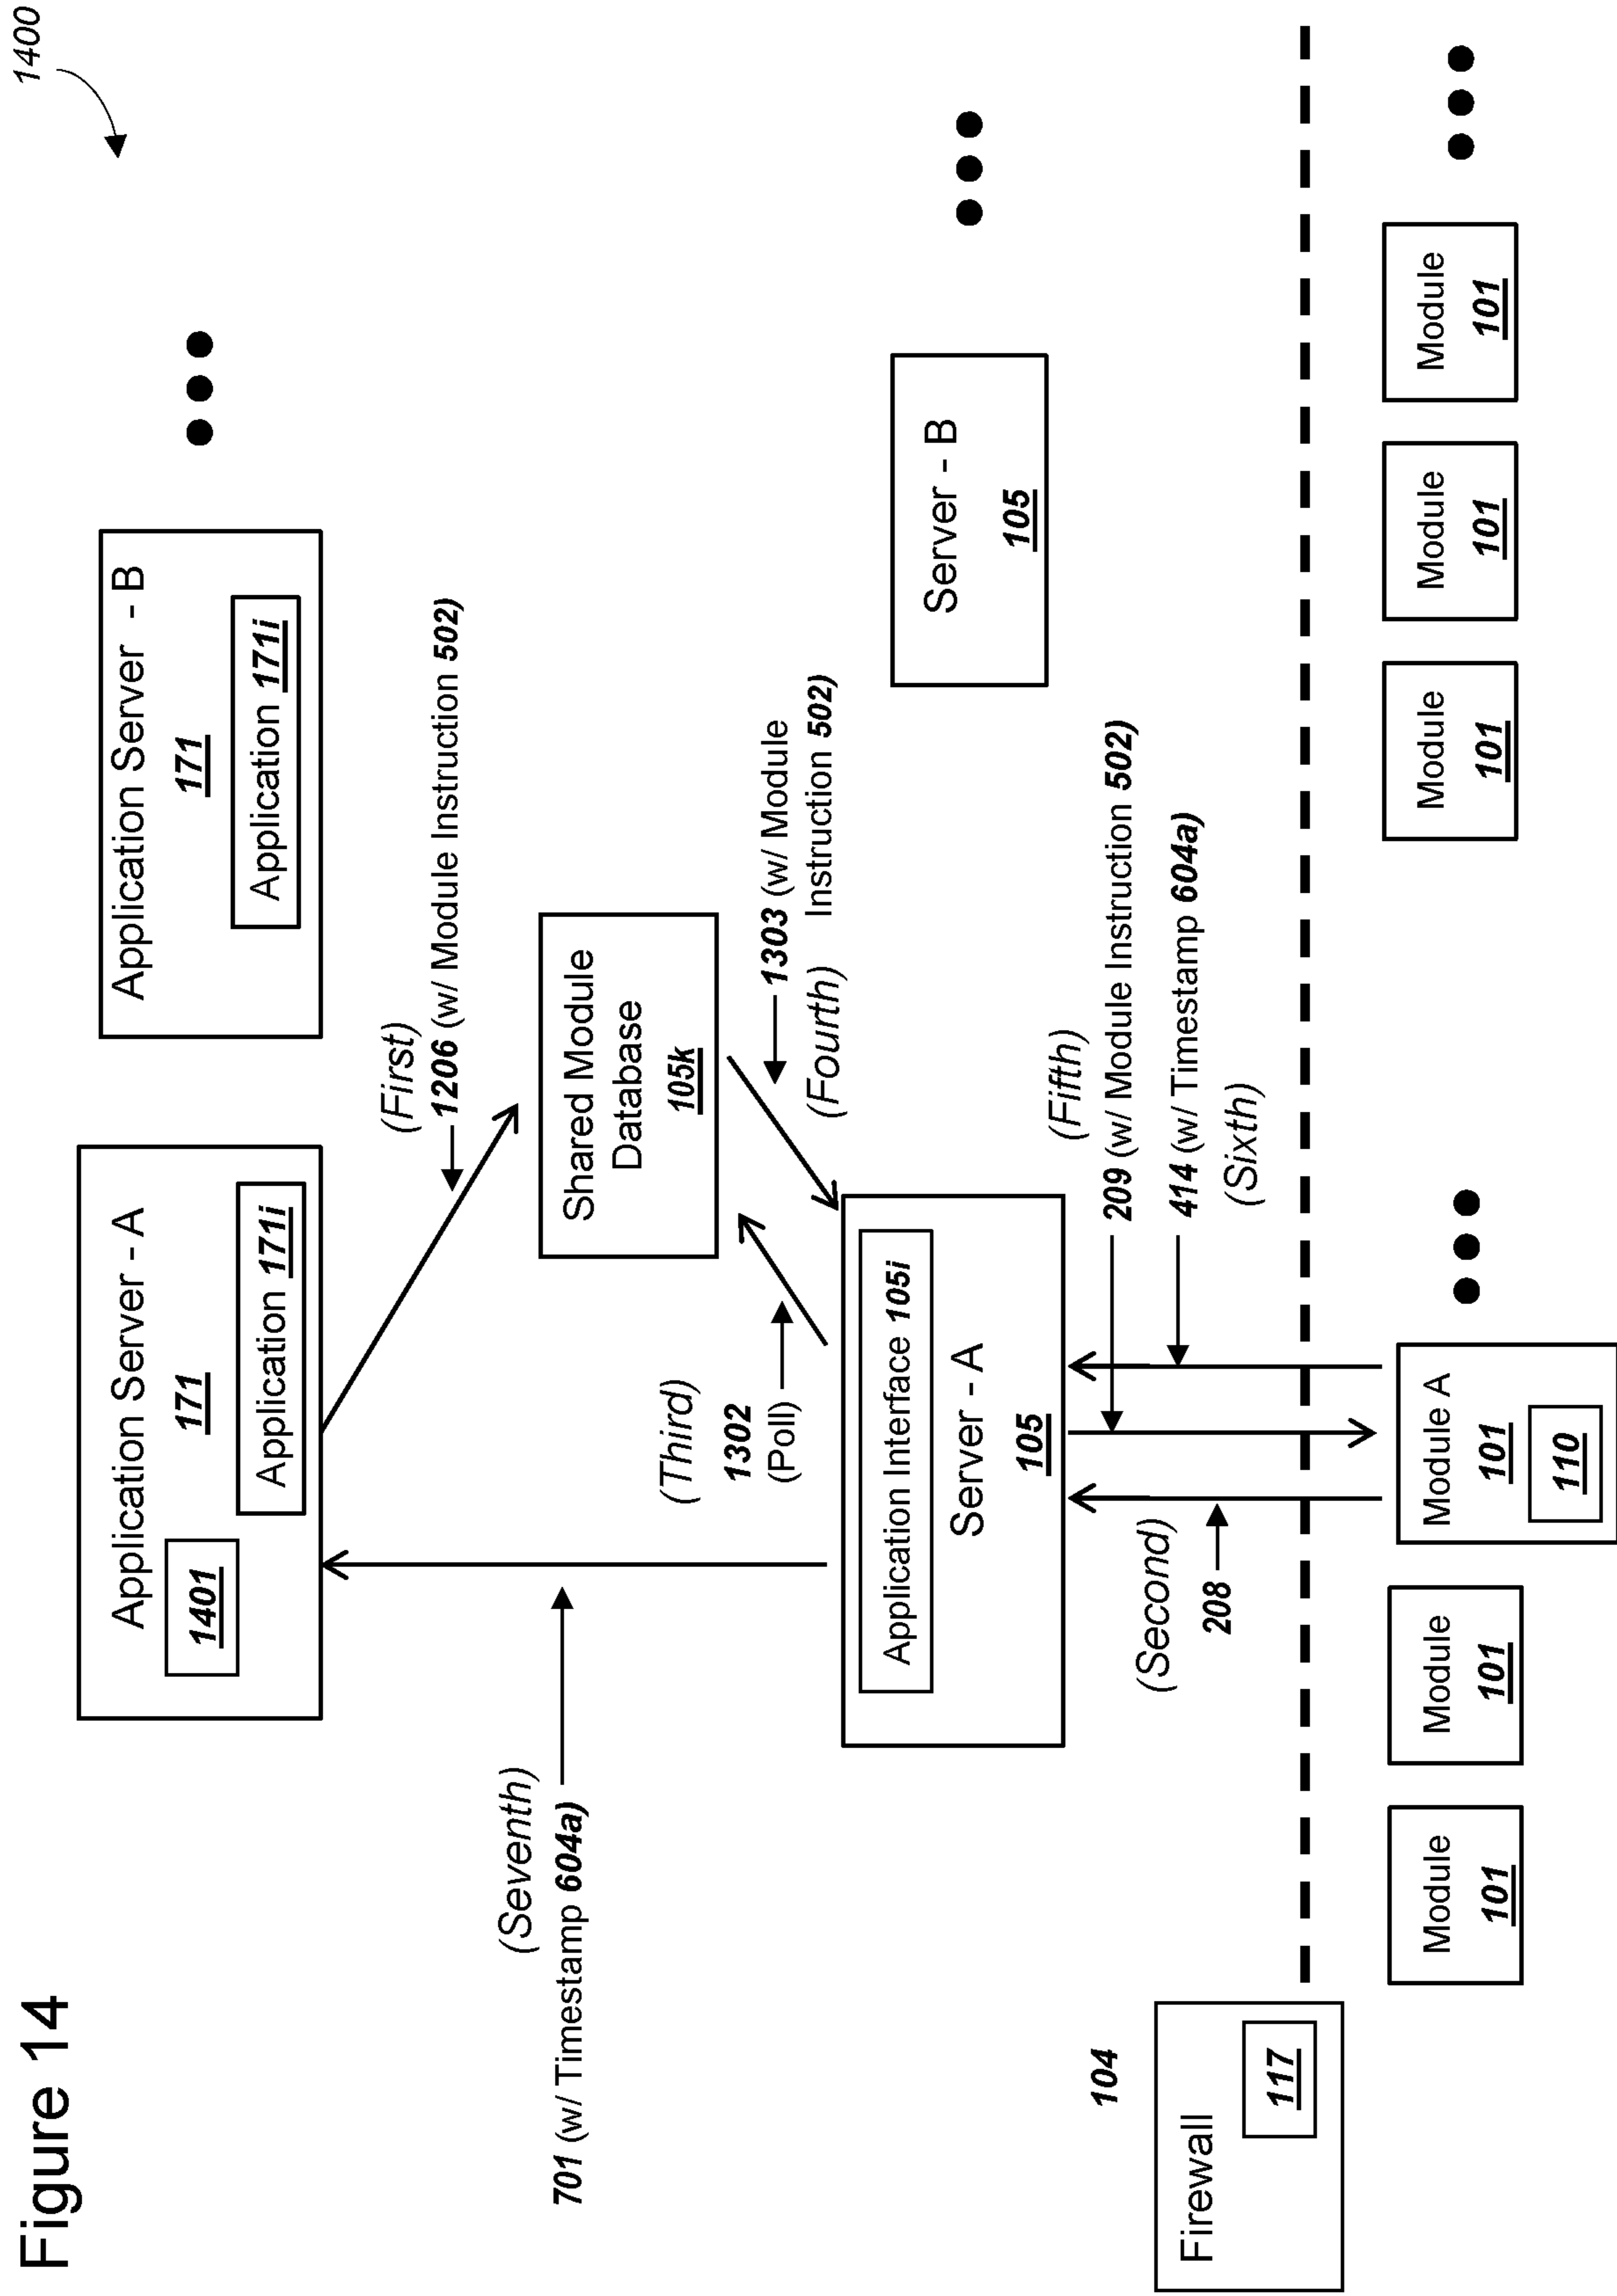 Figure 14
1400
Application Server - A
171
1401
Application 171i
Application Server - B
171
Application 171i
(First)
1206 (w/ Module Instruction 502)
(Seventh)
701 (w/ Timestamp 604a)
Shared Module
Database
105k
(Third)
1302
(Poll)
1303 (w/ Module
Instruction 502)
(Fourth)
Application Interface 105i
Server - A
105
Server - B
105
(Second)
208
(Fifth)
209 (w/ Module Instruction 502)
414 (w/ Timestamp 604a)
(Sixth)
104
Firewall
117
Module
101
Module
101
Module A
101
110
Module
101
Module
101
Module
101